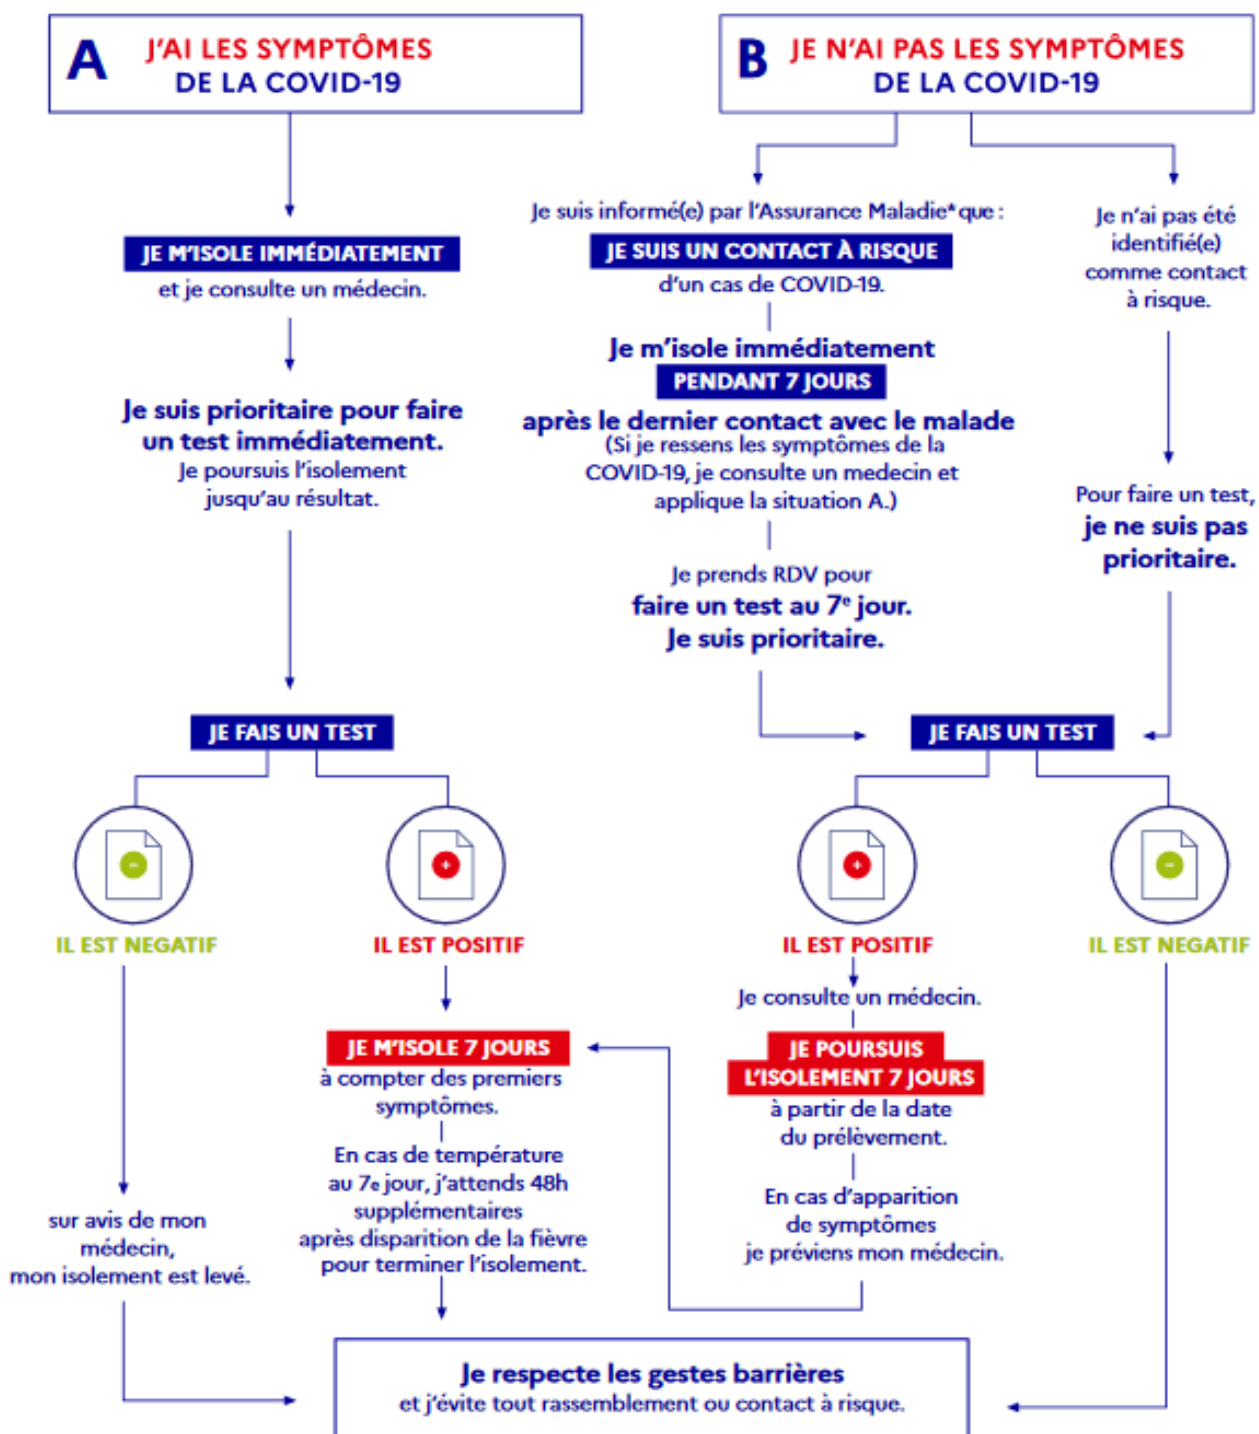 A
J'AI LES SYMPTÔMES
DE LA COVID-19
JE M'ISOLE IMMÉDIATEMENT
et je consulte un médecin.
Je suis prioritaire pour faire
un test immédiatement.
Je poursuis l'isolement
jusqu'au résultat.
JE FAIS UN TEST
IL EST NEGATIF
sur avis de mon
médecin,
mon isolement est levé.
IL EST POSITIF
JE M'ISOLE 7 JOURS
à compter des premiers
symptômes.
En cas de température
au 7e jour, j'attends 48h
supplémentaires
après disparition de la fièvre
pour terminer l'isolement.
B
JE N'AI PAS LES SYMPTÔMES
DE LA COVID-19
Je suis informé(e) par l'Assurance Maladie* que :
JE SUIS UN CONTACT À RISQUE
d'un cas de COVID-19.
Je m'isole immédiatement
PENDANT 7 JOURS
après le dernier contact avec le malade
(Si je ressens les symptômes de la
COVID-19, je consulte un medecin et
applique la situation A.)
Je prends RDV pour
faire un test au 7e jour.
Je suis prioritaire.
Je n'ai pas été
identifié(e)
comme contact
à risque.
Pour faire un test,
je ne suis pas
prioritaire.
JE FAIS UN TEST
IL EST POSITIF
Je consulte un médecin.
JE POURSUIS
L'ISOLEMENT 7 JOURS
à partir de la date
du prélèvement.
En cas d'apparition
de symptômes
je préviens mon médecin.
IL EST NEGATIF
Je respecte les gestes barrières
et j'évite tout rassemblement ou contact à risque.